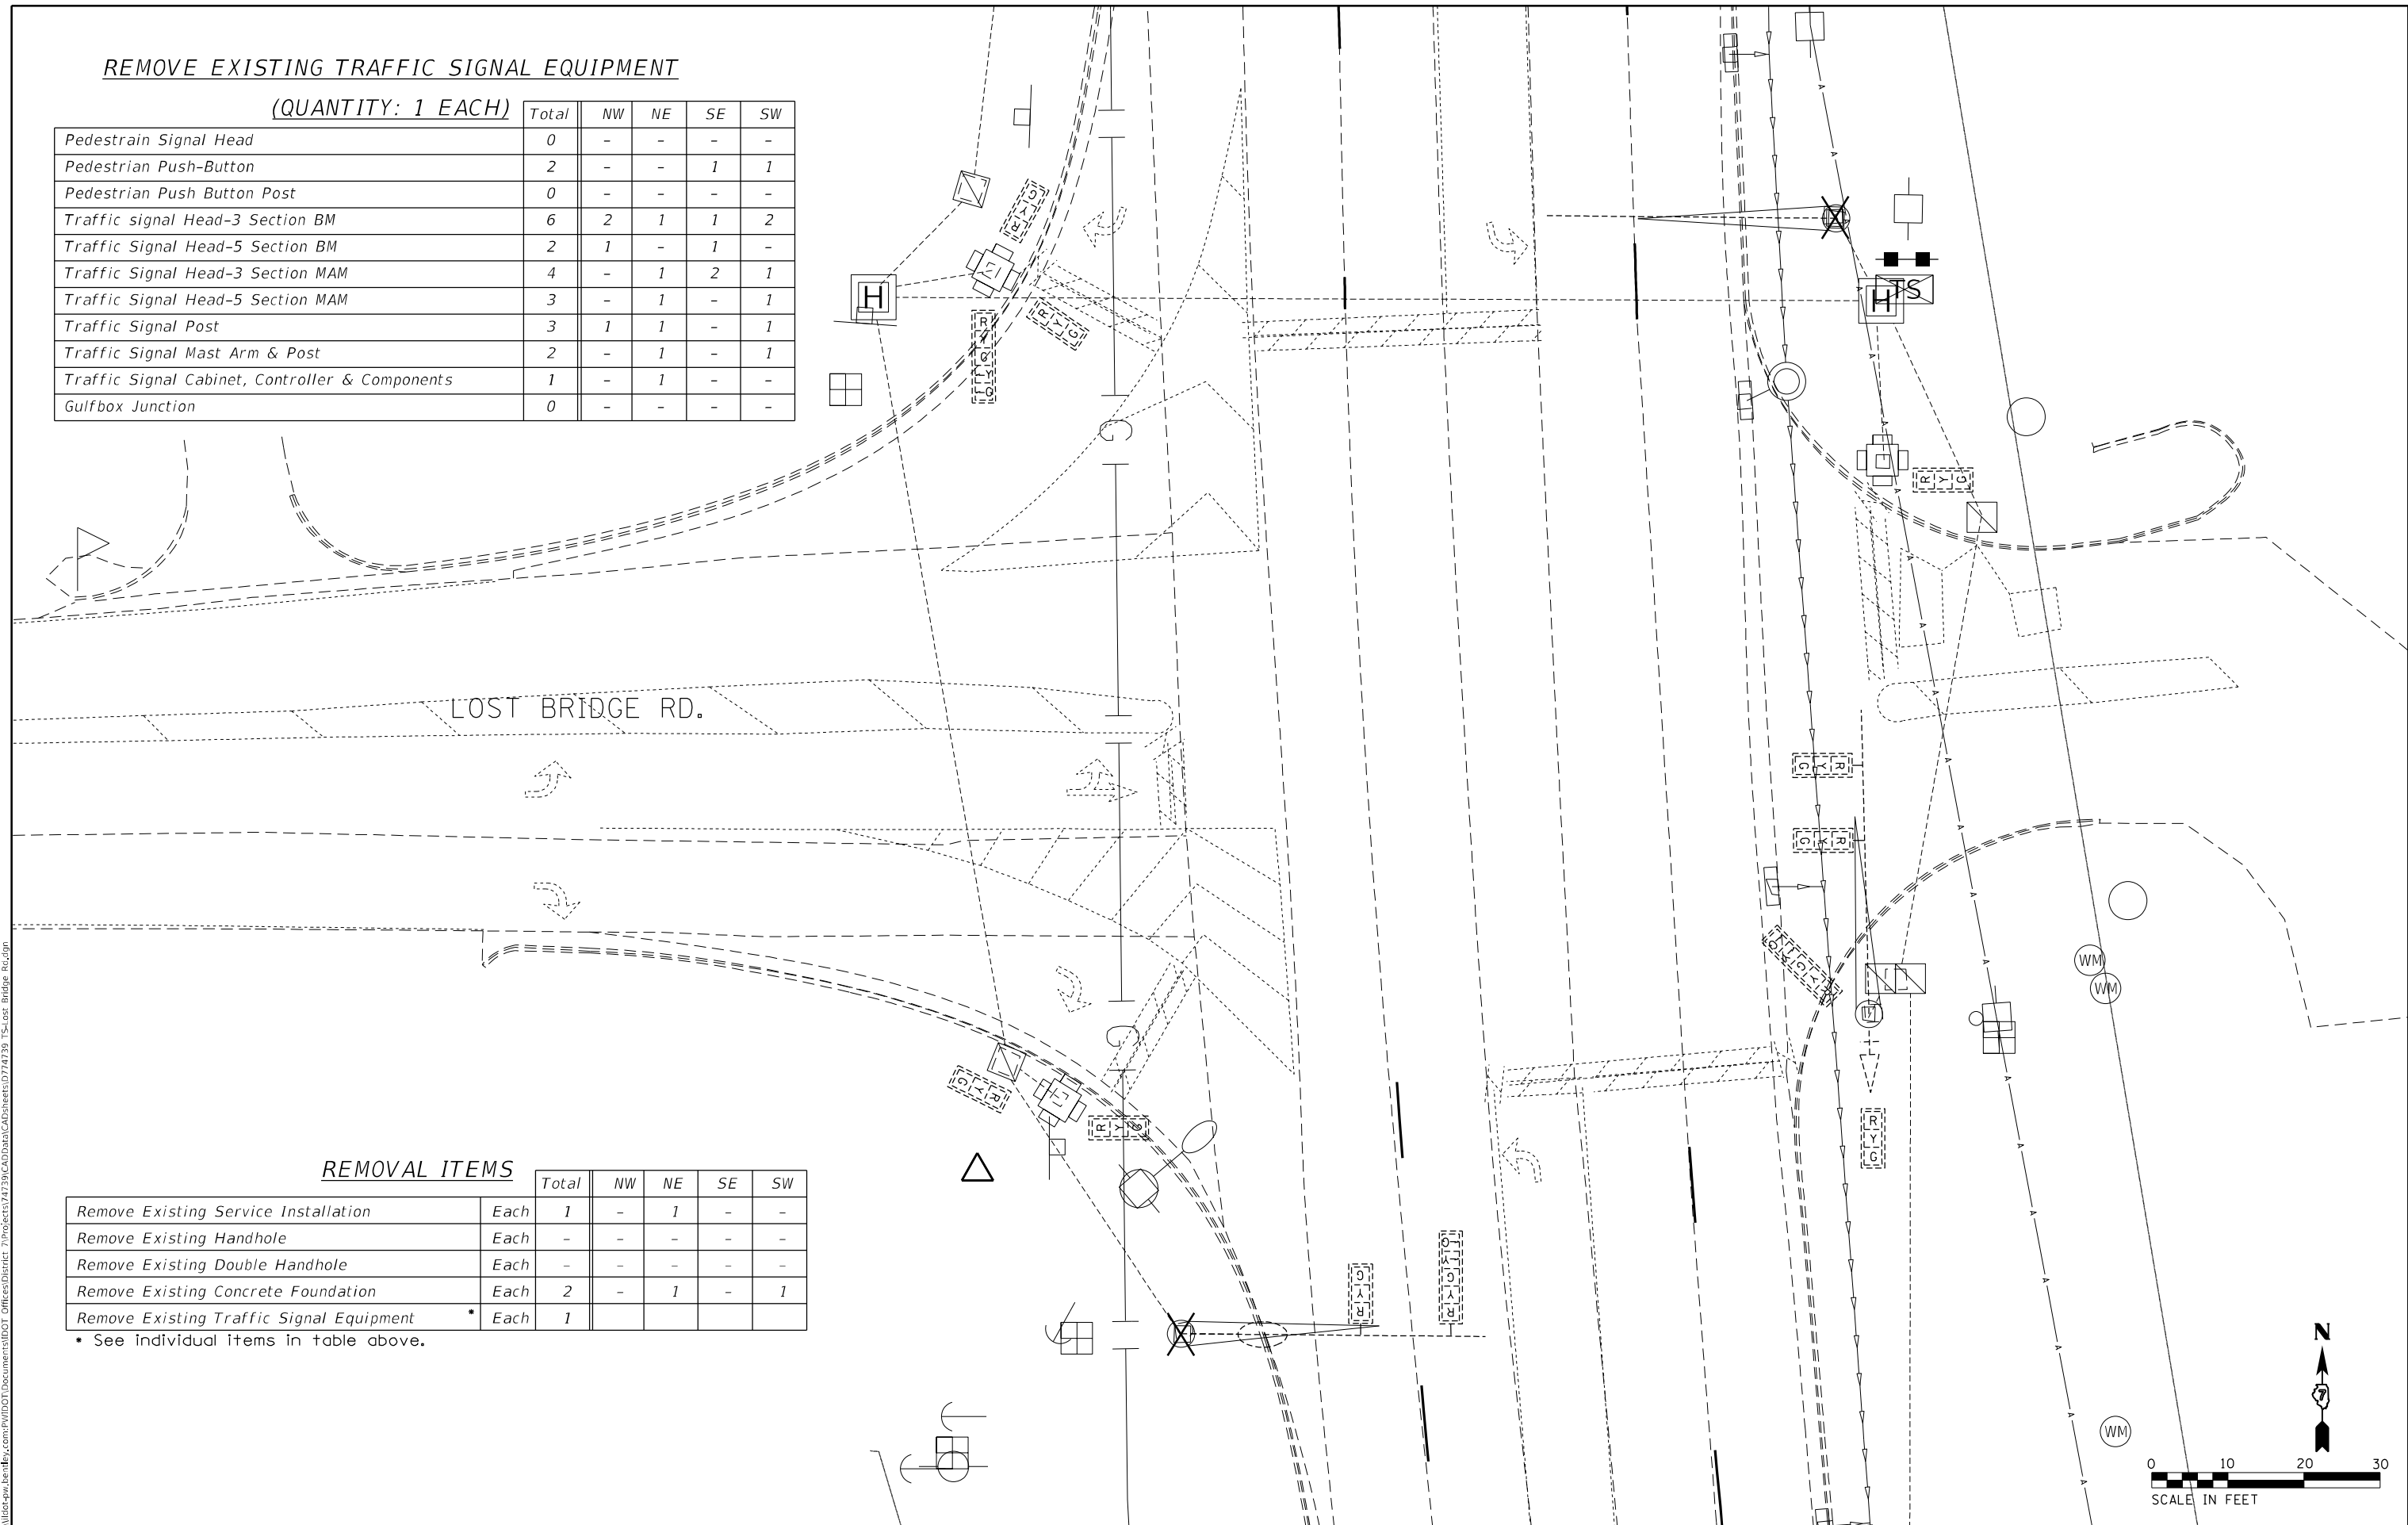 REMOVE EXISTING TRAFFIC SIGNAL EQUIPMENT
(QUANTITY: 1 EACH) Total NW NE SE SW
Pedestrain Signal Head 0 - - - -
Pedestrian Push-Button 2 - - 1 1
Pedestrian Push Button Post 0 - - - -
Traffic signal Head-3 Section BM 6 2 1 1 2
Traffic Signal Head-5 Section BM 2 1 - 1 -
Traffic Signal Head-3 Section MAM 4 - 1 2 1
Traffic Signal Head-5 Section MAM 3 - 1 - 1
Traffic Signal Post 3 1 1 - 1
Traffic Signal Mast Arm & Post 2 - 1 - 1
Traffic Signal Cabinet, Controller & Components 1 - 1 - -
Gulfbox Junction 0 - - - -
R Y G
R Y G
R Y G Y G
H
H TS
G
R Y G
LOST BRIDGE RD.
R Y G
R Y G
R Y G Y G
WM
WM
G
R Y G
R Y G
R Y G
R Y G
R Y G Y G
REMOVAL ITEMS
Total NW NE SE SW
Remove Existing Service Installation Each 1 - 1 - -
Remove Existing Handhole Each - - - - -
Remove Existing Double Handhole Each - - - - -
Remove Existing Concrete Foundation Each 2 - 1 - 1
Remove Existing Traffic Signal Equipment * Each 1
* See individual items in table above.
N
7
WM
0 10 20 30
SCALE IN FEET
A A A A A A A A A A A A A A A A A A A A